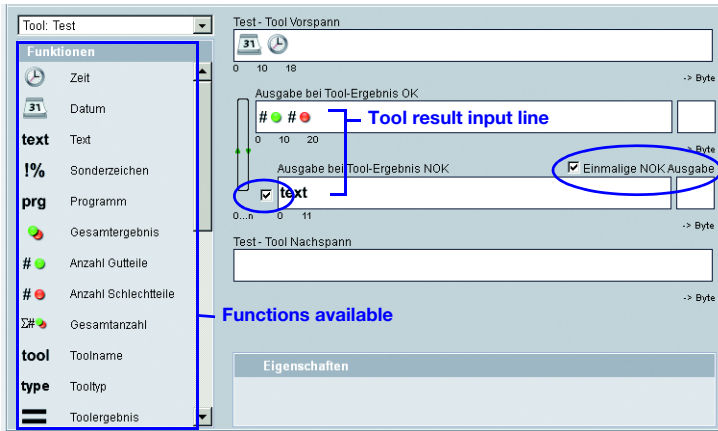 Tool: Test
Funktionen
31 Zeit
31 Datum
text Text
!% Sonderzeichen
prg Programm
Gesamtergebnis
# Anzahl Gutteile
# Anzahl Schlechtteile
Σ# Gesamtanzahl
tool Toolname
type Tooltyp
Toolergebnis
Test - Tool Vorspann
31
0 10 18
-> Byte
Ausgabe bei Tool-Ergebnis OK
# #
Tool result input line
0 10 20
-> Byte
Ausgabe bei Tool-Ergebnis NOK
Einmalige NOK Ausgabe
text
0...n 0 11
-> Byte
Test - Tool Nachspann
-> Byte
Functions available
Eigenschaften